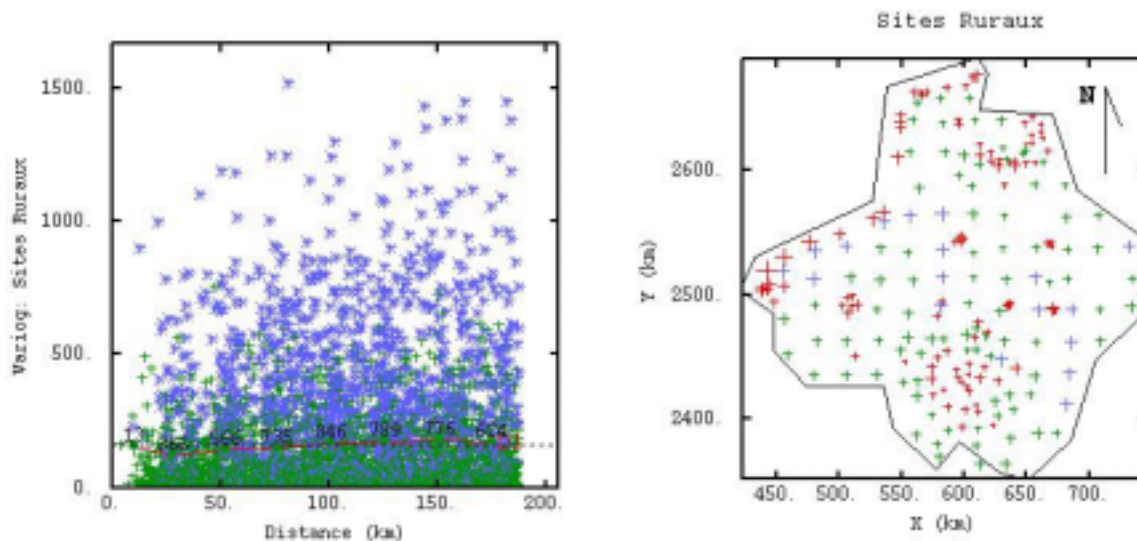 Sites Ruraux
N
1500.
1000.
500.
0.
Variog: Sites Ruraux
846 789 776
0. 50. 100. 150. 200.
Distance (km)
2600.
2500.
2400.
Y (km)
450. 500. 550. 600. 650. 700.
X (km)